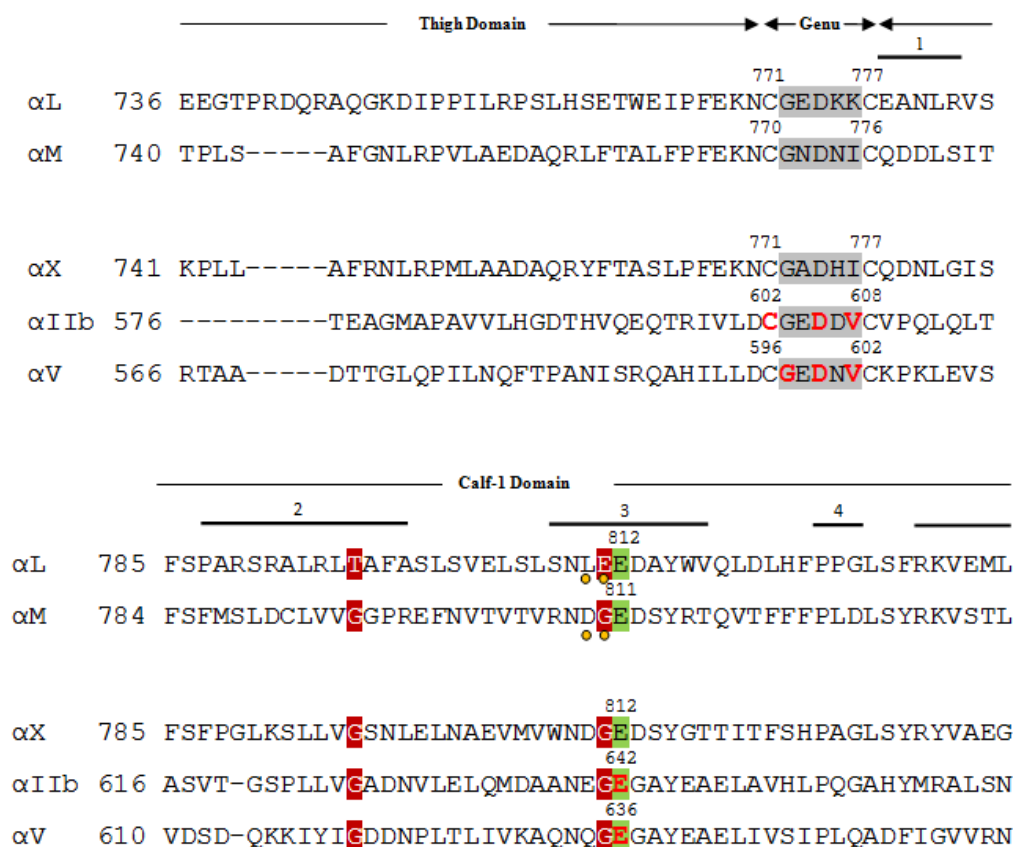 Thigh Domain Genu
1
771 777
αL 736 EEGTPRDQRAQGKDIPPILRPSLHSETWEIPFEKNCGEDKKCEANLRVS
770 776
αM 740 TPLS-----AFGNLRPVLAEDAQRLFTALFPFEKNCGNDNICQDDLSIT
771 777
αX 741 KPLL-----AFRNLRPMLAADAQRYFTASLPFEKNCGADHICQDNLGIS
602 608
αIIb 576 ---------TEAGMAPAVVLHGDTHVQEQTRIVLDCGEDDVCVPQLQLT
596 602
αV 566 RTAA-----DTTGLQPILNQFTPANISRQAHILLDCGEDNVCKPKLEVS
Calf-1 Domain
2 3 4
812
αL 785 FSPARSRALRLTAFASLSVELSLSNLEEDAYWVQLDLHFPPGLSFRKVEML
811
αM 784 FSFMSLDCLVVGGPREFNVTVTVRNDGEDSYRTQVTFFFPLDLSYRKVSTL
812
αX 785 FSFPGLKSLLVGSNLELNAEVMVWNDGEDSYGTTITFSHPAGLSYRYVAEG
642
αIIb 616 ASVT-GSPLLVGADNVLELQMDAANEGEGAYEAELAVHLPQGAHYMRALSN
636
αV 610 VDSD-QKKIYIGDDNPLTLIVKAQNQGEGAYEAELIVSIPLQADFIGVVRN